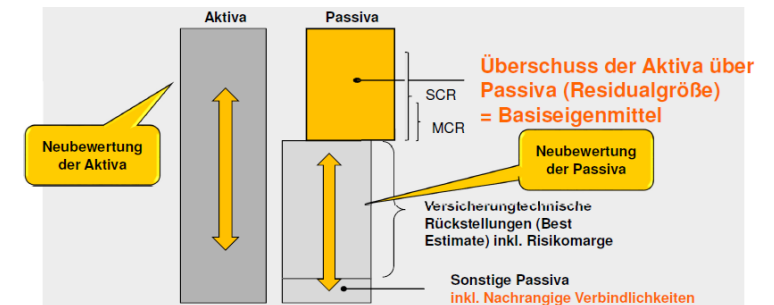 Aktiva
Passiva
Überschuss der Aktiva über
Passiva (Residualgröße)
= Basiseigenmittel
SCR
MCR
Neubewertung
der Aktiva
Neubewertung
der Passiva
Versicherungtechnische
Rückstellungen (Best
Estimate) inkl. Risikomarge
Sonstige Passiva
inkl. Nachrangige Verbindlichkeiten